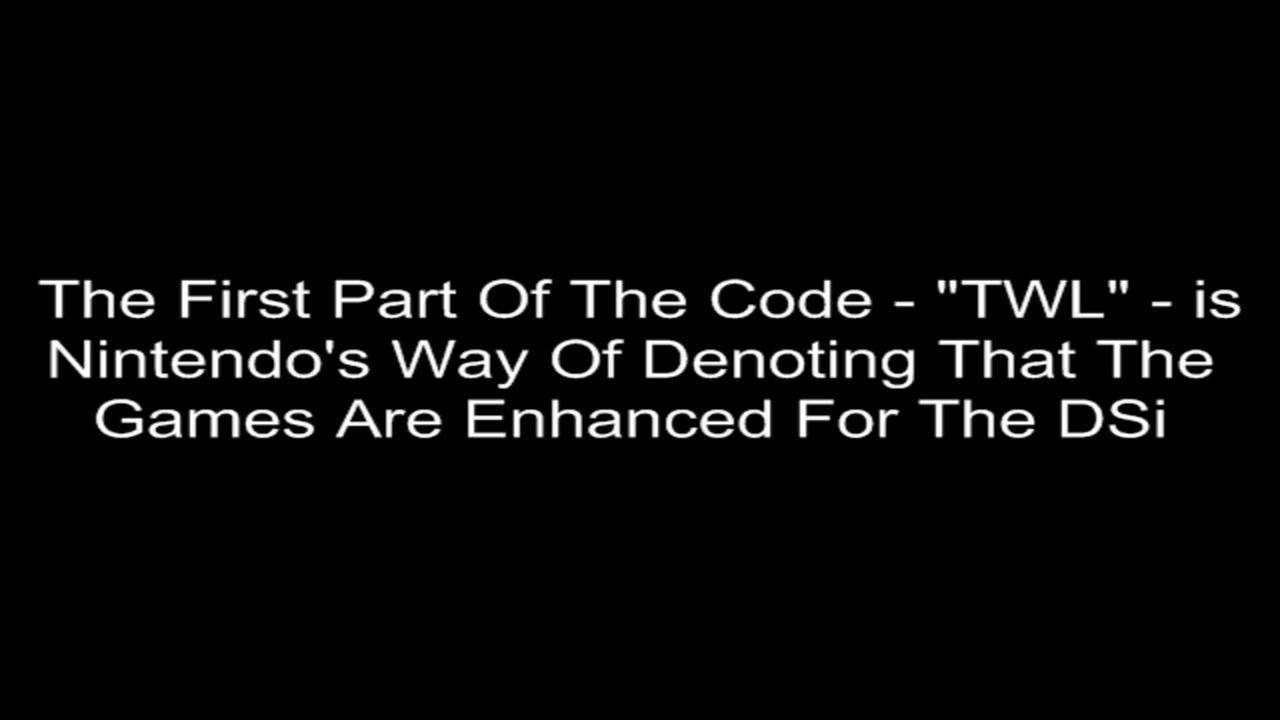 The First Part Of The Code - "TWL" - is
Nintendo's Way Of Denoting That The
Games Are Enhanced For The DSi